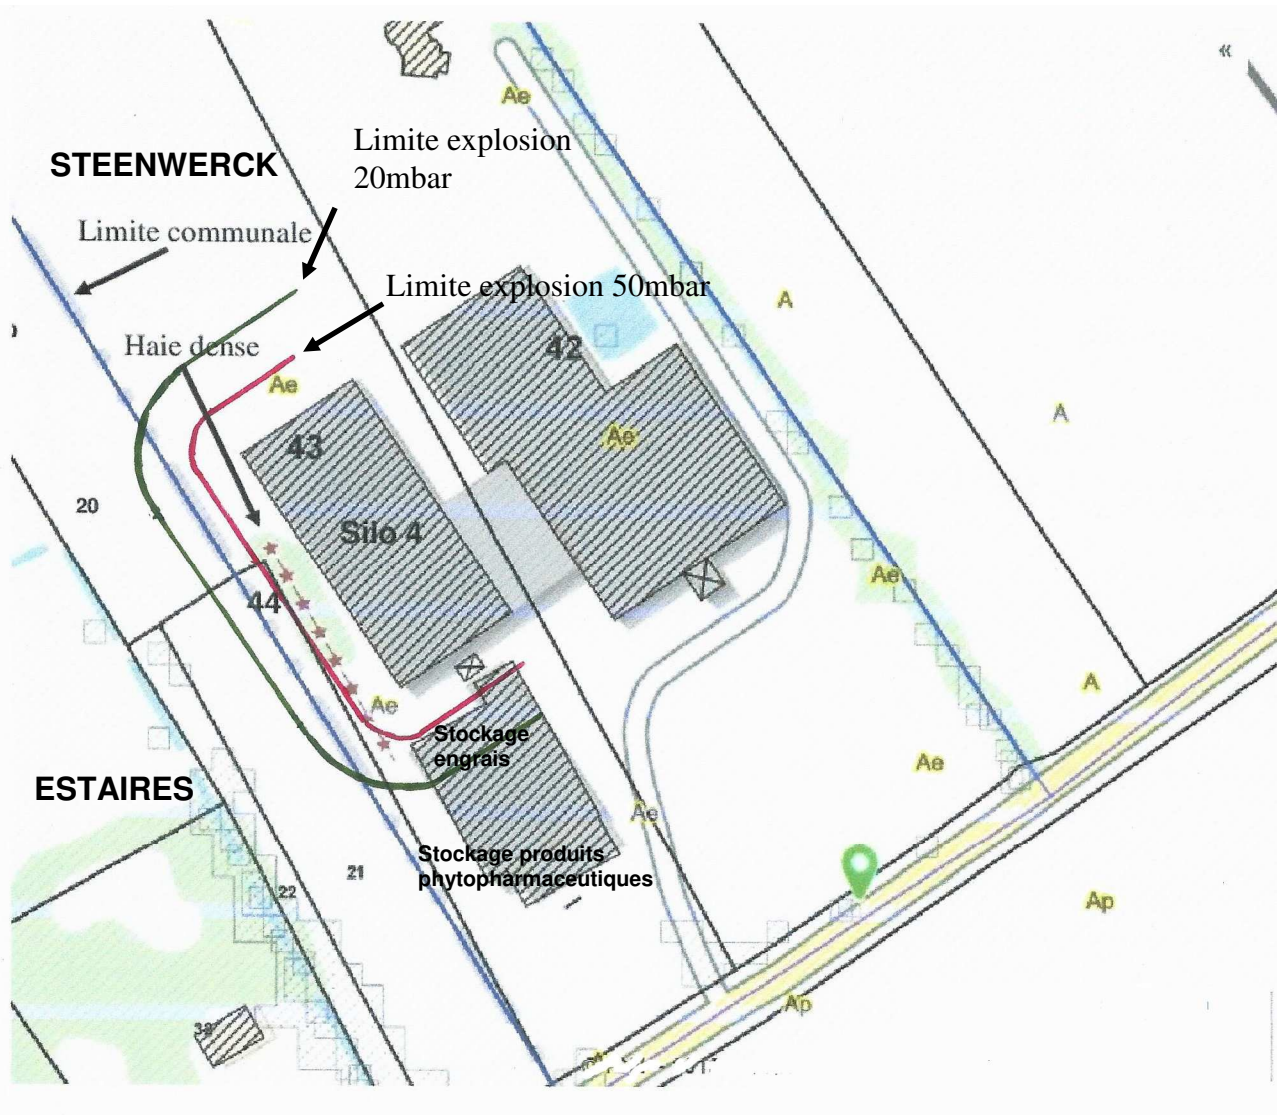 «
Ae
Limite explosion
20mbar
STEENWERCK
Limite communale
Limite explosion 50mbar
A
Haie dense
42
Ae
A
43
Ae
20
Silo 4
Ae
44
A
Ae
Stockage
engrais
Ae
ESTAIRES
Ae
Stockage produits
phytopharmaceutiques
21
22
Ap
Ap